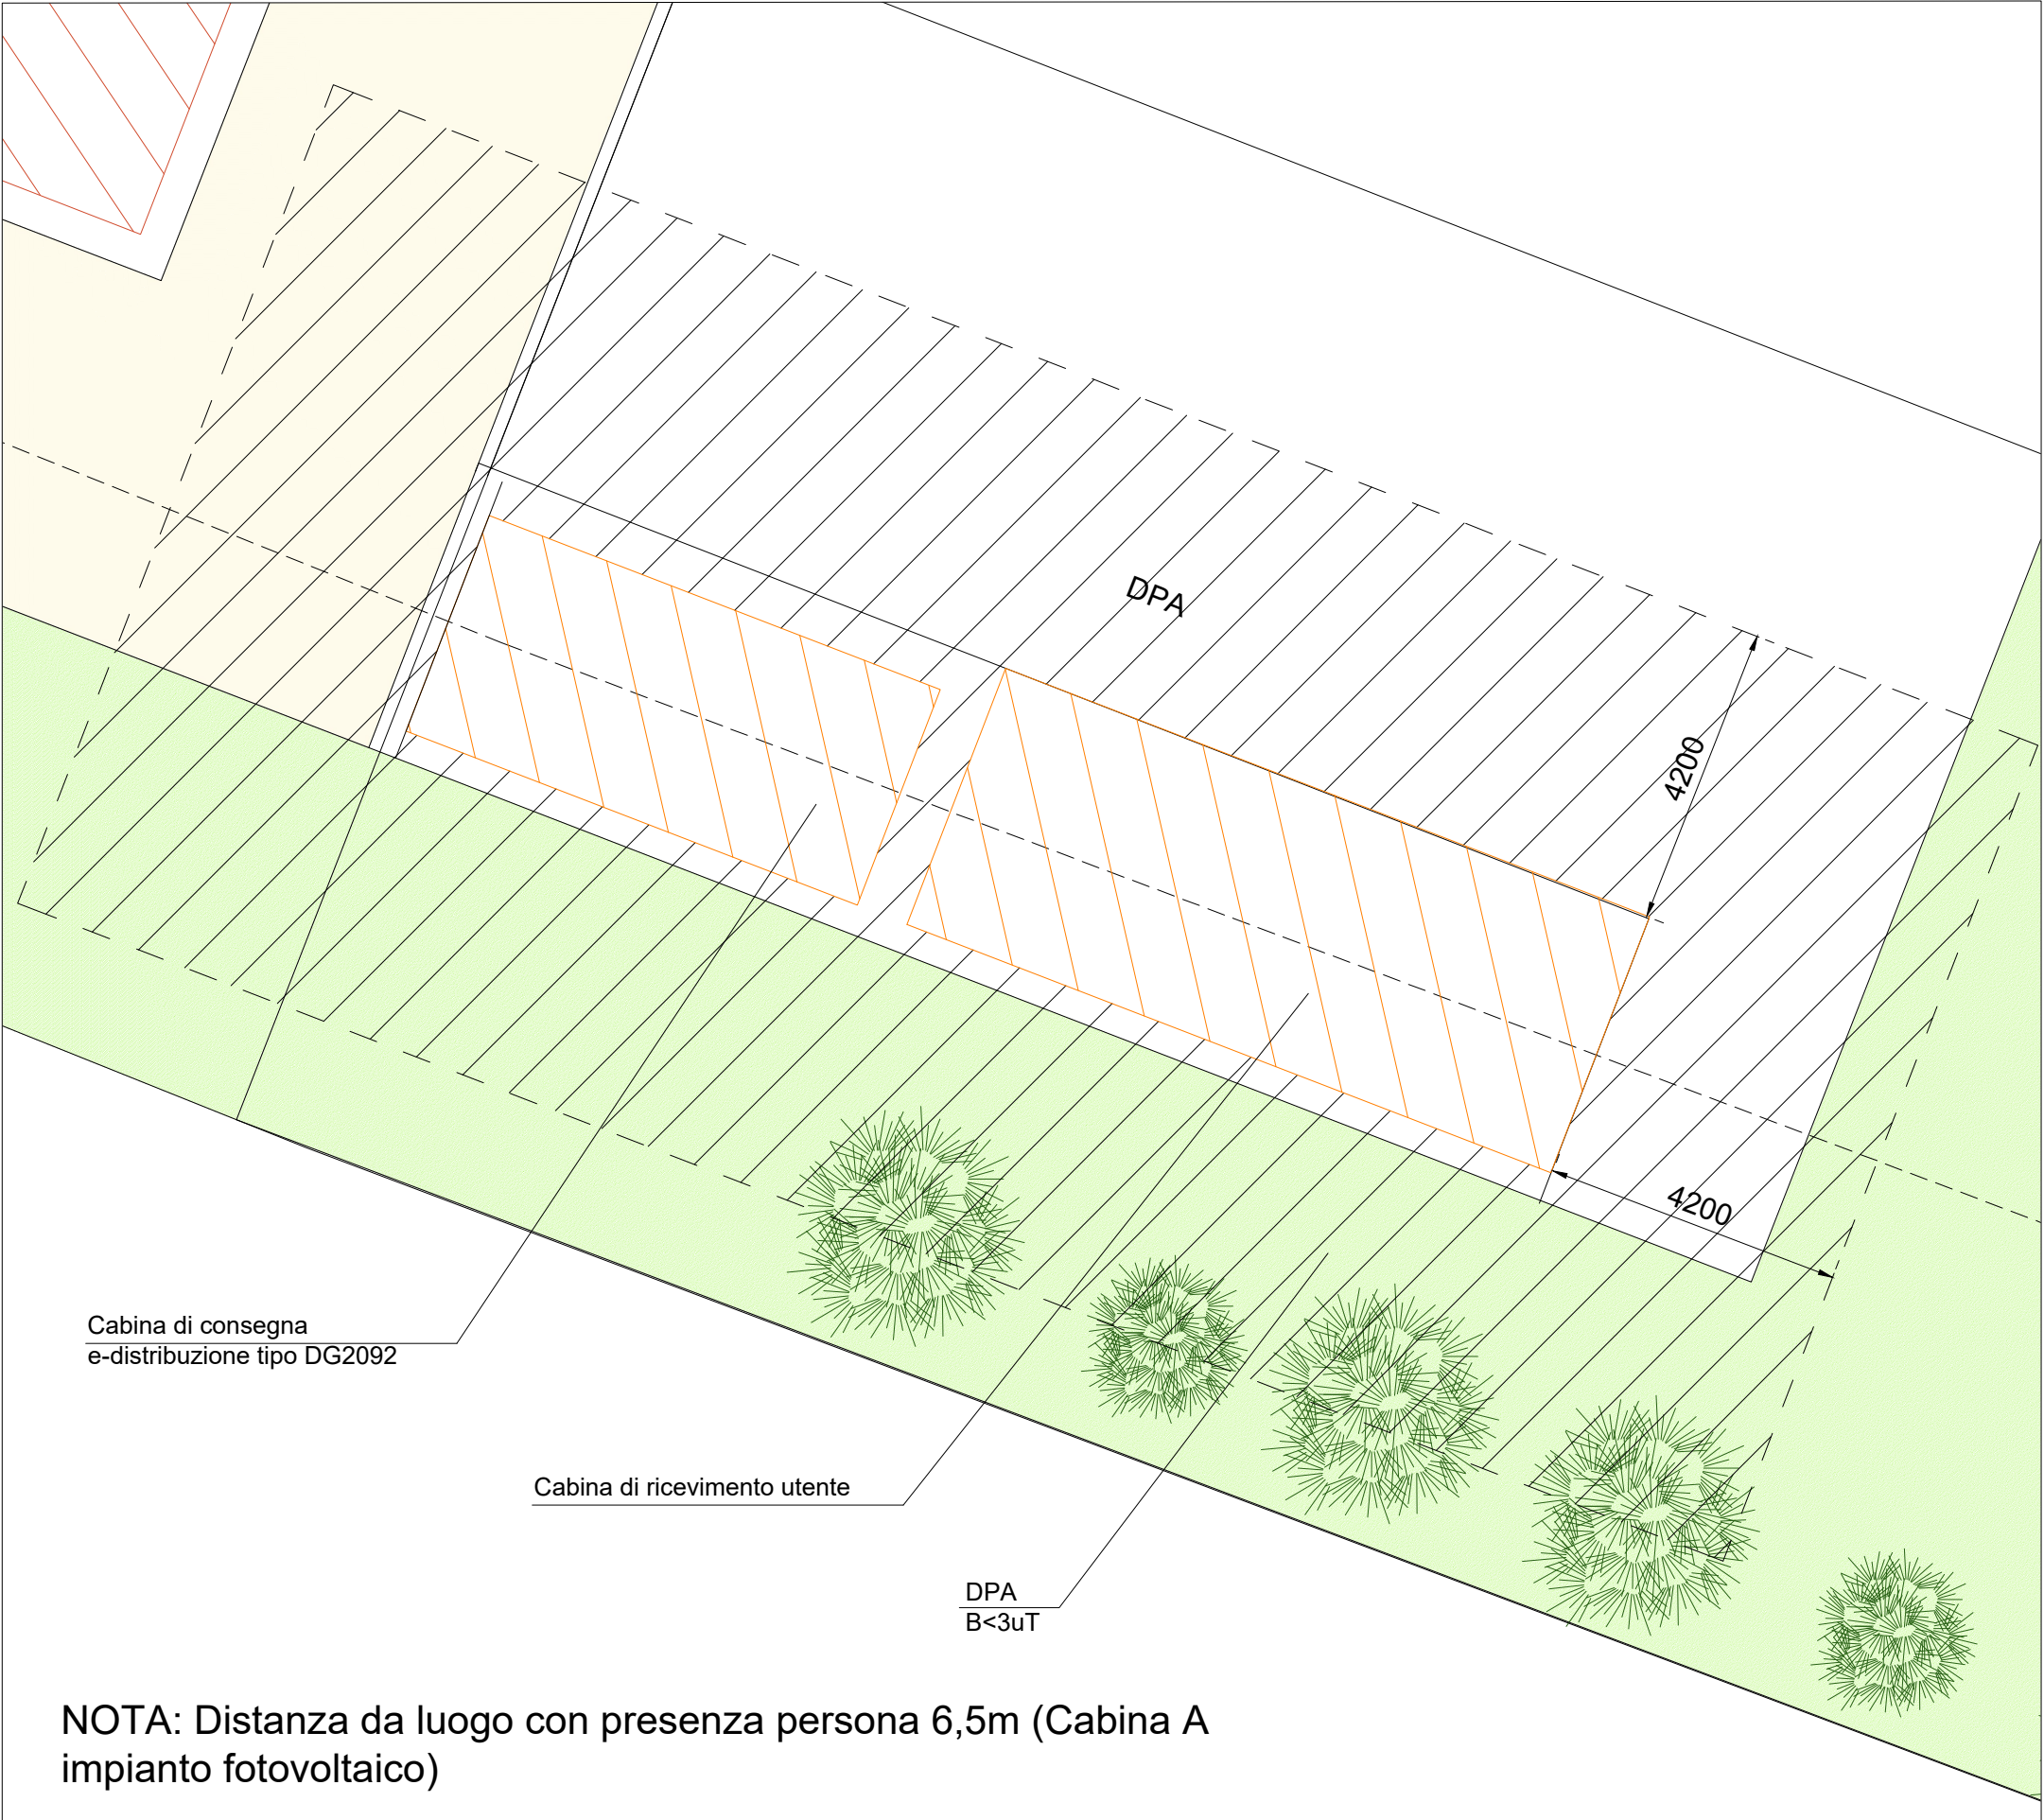 DPA
4200
4200
Cabina di consegna
e-distribuzione tipo DG2092
Cabina di ricevimento utente
DPA
B<3uT
NOTA: Distanza da luogo con presenza persona 6,5m (Cabina A
impianto fotovoltaico)